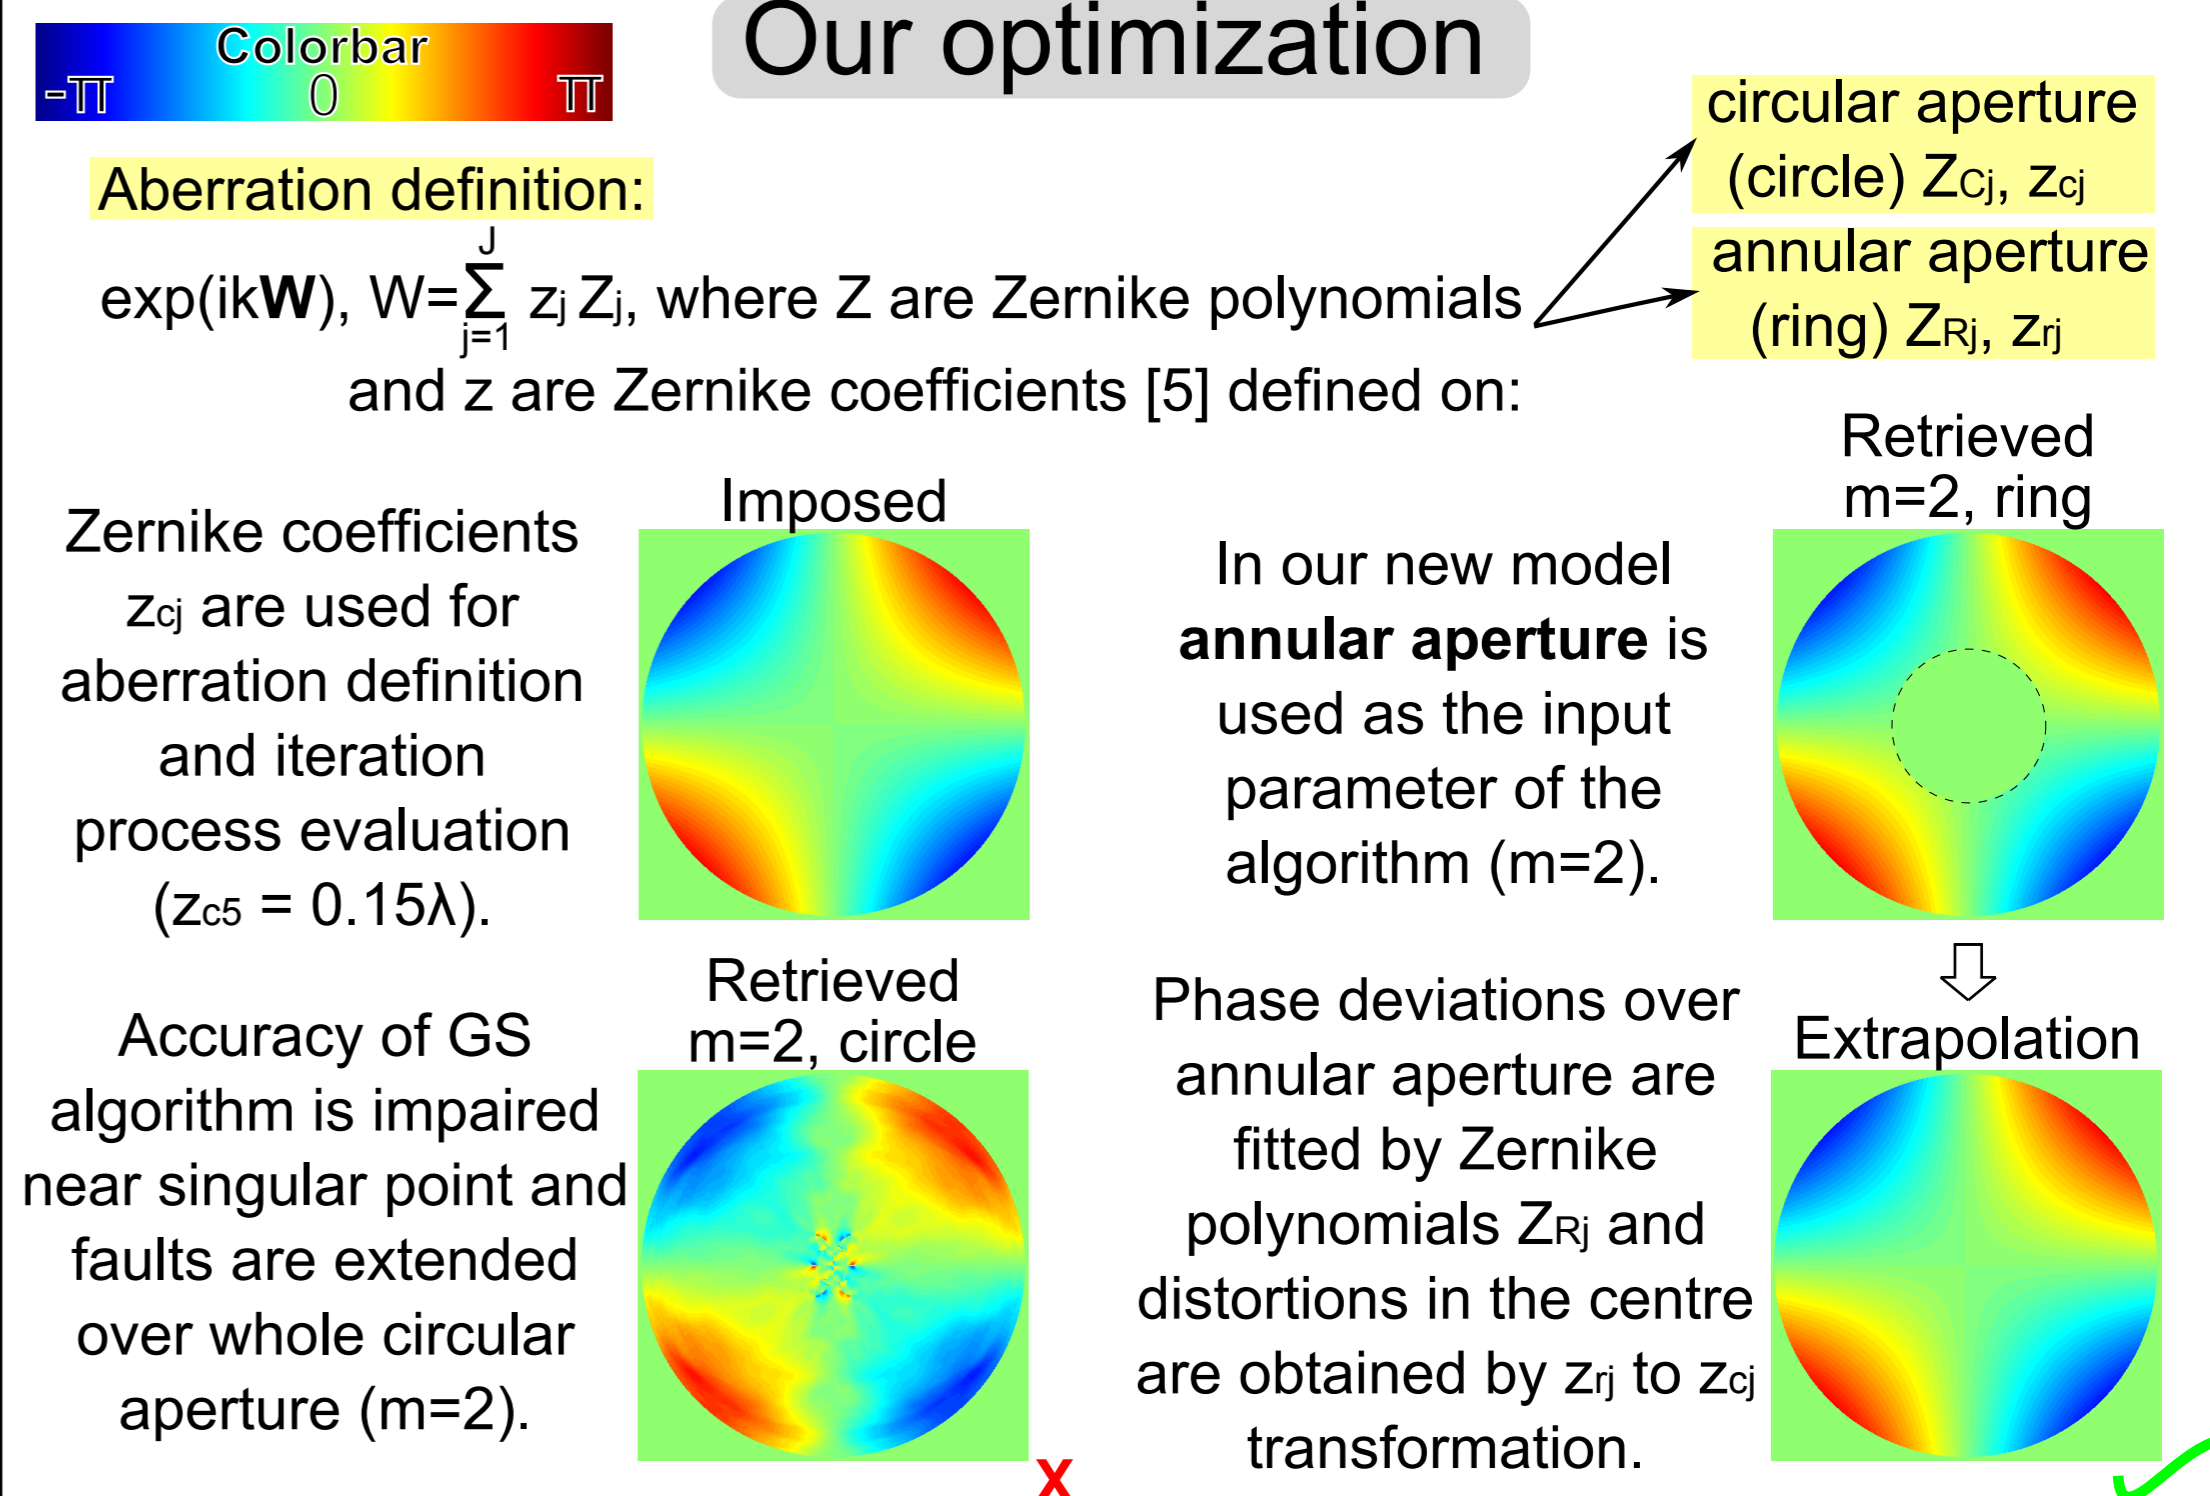 Our optimization
Colorbar
-π 0 π
Aberration definition:
J
exp(ikW), W=Σ zj Zj, where Z are Zernike polynomials
j=1
and z are Zernike coefficients [5] defined on:
circular aperture
(circle) ZCj, zcj
annular aperture
(ring) ZRj, zrj
Zernike coefficients
zcj are used for
aberration definition
and iteration
process evaluation
(zc5 = 0.15λ).
Imposed
In our new model
annular aperture is
used as the input
parameter of the
algorithm (m=2).
Retrieved
m=2, ring
Accuracy of GS
algorithm is impaired
near singular point and
faults are extended
over whole circular
aperture (m=2).
Retrieved
m=2, circle
x
Phase deviations over
annular aperture are
fitted by Zernike
polynomials ZRj and
distortions in the centre
are obtained by zrj to zcj
transformation.
Extrapolation